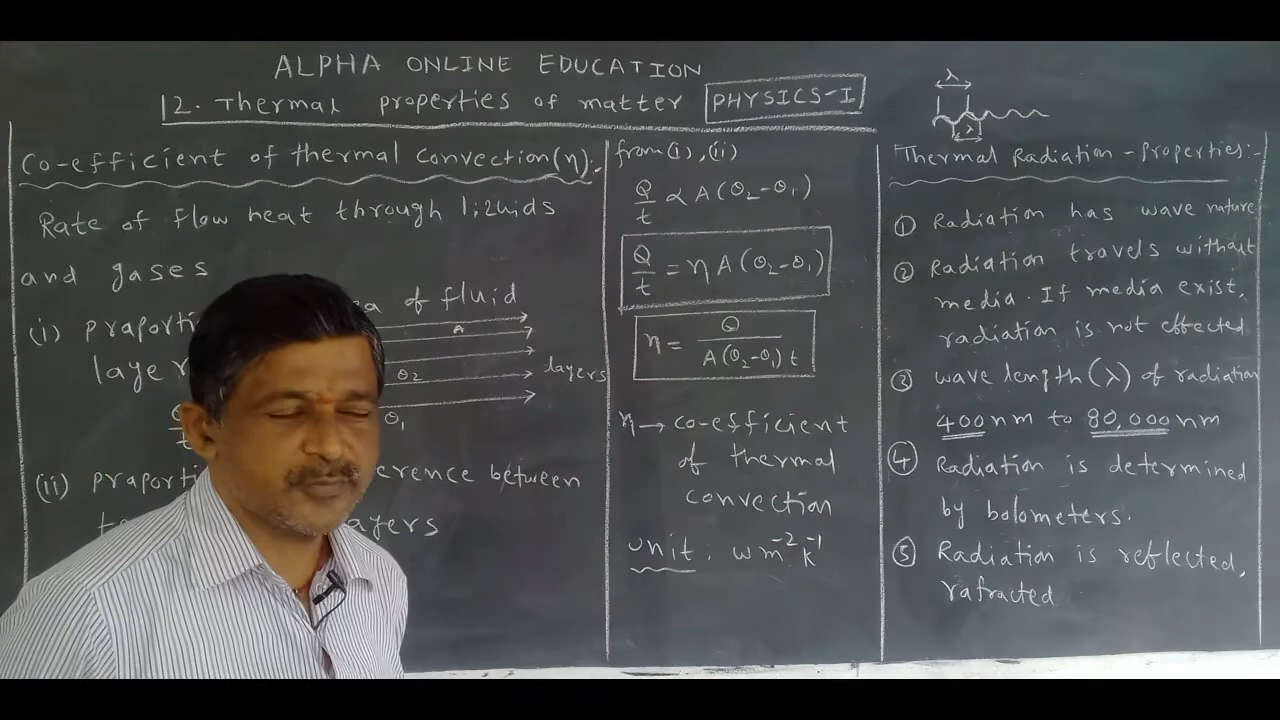 ALPHA ONLINE EDUCATION
12. Thermal properties of matter PHYSICS-I
Co-efficient of thermal convection(η):-
Rate of flow heat through liquids
and gases
(i) praporti
a of fluid
layer
A
θ2
layers
θ1
(ii) praporti
erence between
ayers
from (i), (ii)
Q/t ∝ A(θ2-θ1)
Q/t = η A(θ2-θ1)
η = Q / A(θ2-θ1) t
η → co-efficient
of thermal
convection
unit: wm⁻²k⁻¹
λ
λ
Thermal Radiation - Properties:-
① Radiation has wave nature
② Radiation travels without
media. If media exist,
radiation is not effected
③ wave length(λ) of radiation
400nm to 80,000nm
④ Radiation is determined
by bolometers.
⑤ Radiation is reflected,
rafracted